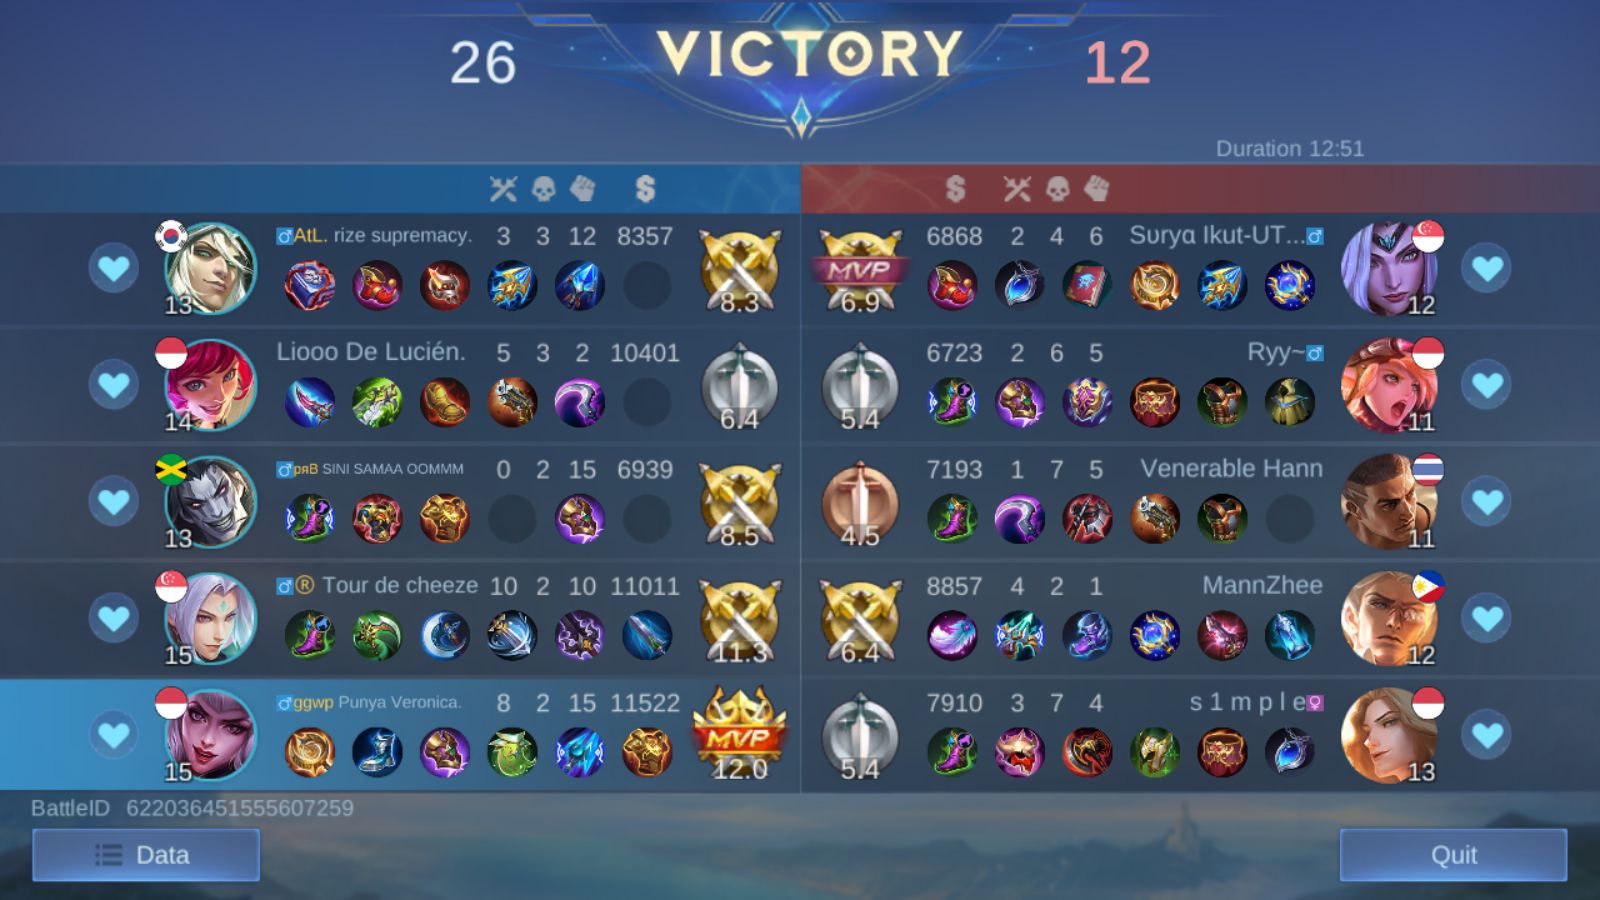 26 VICTORY 12
Duration 12:51
AtL. rize supremacy. 3 3 12 8357 8.3
13
MVP 6.9 6868 2 4 6 Sυryα Ikut-UT...
12
Liooo De Lucién. 5 3 2 10401 6.4
14
5.4 6723 2 6 5 Ryy~
11
ряB SINI SAMAA OOMMM 0 2 15 6939 8.5
13
4.5 7193 1 7 5 Venerable Hann
11
® Tour de cheeze 10 2 10 11011 11.3
15
6.4 8857 4 2 1 MannZhee
12
ggwp Punya Veronica. 8 2 15 11522 MVP 12.0
15
5.4 7910 3 7 4 s 1 m p l e
13
BattleID 622036451555607259
Data
Quit